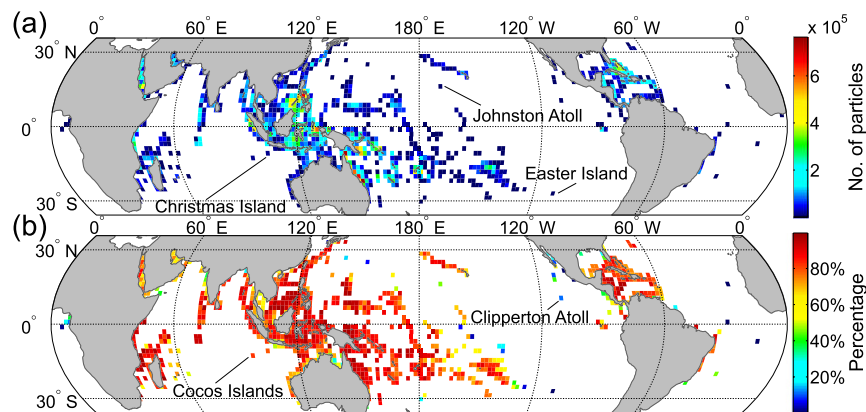 (a)
0° 60 E 120 E 180° 120 W 60 W 0°
x 10⁵
30° N
0°
30° S
Johnston Atoll
Easter Island
Christmas Island
6
4
2
No. of particles
(b)
0° 60 E 120 E 180° 120 W 60 W 0°
30° N
0°
30° S
Clipperton Atoll
Cocos Islands
80%
60%
40%
20%
Percentage